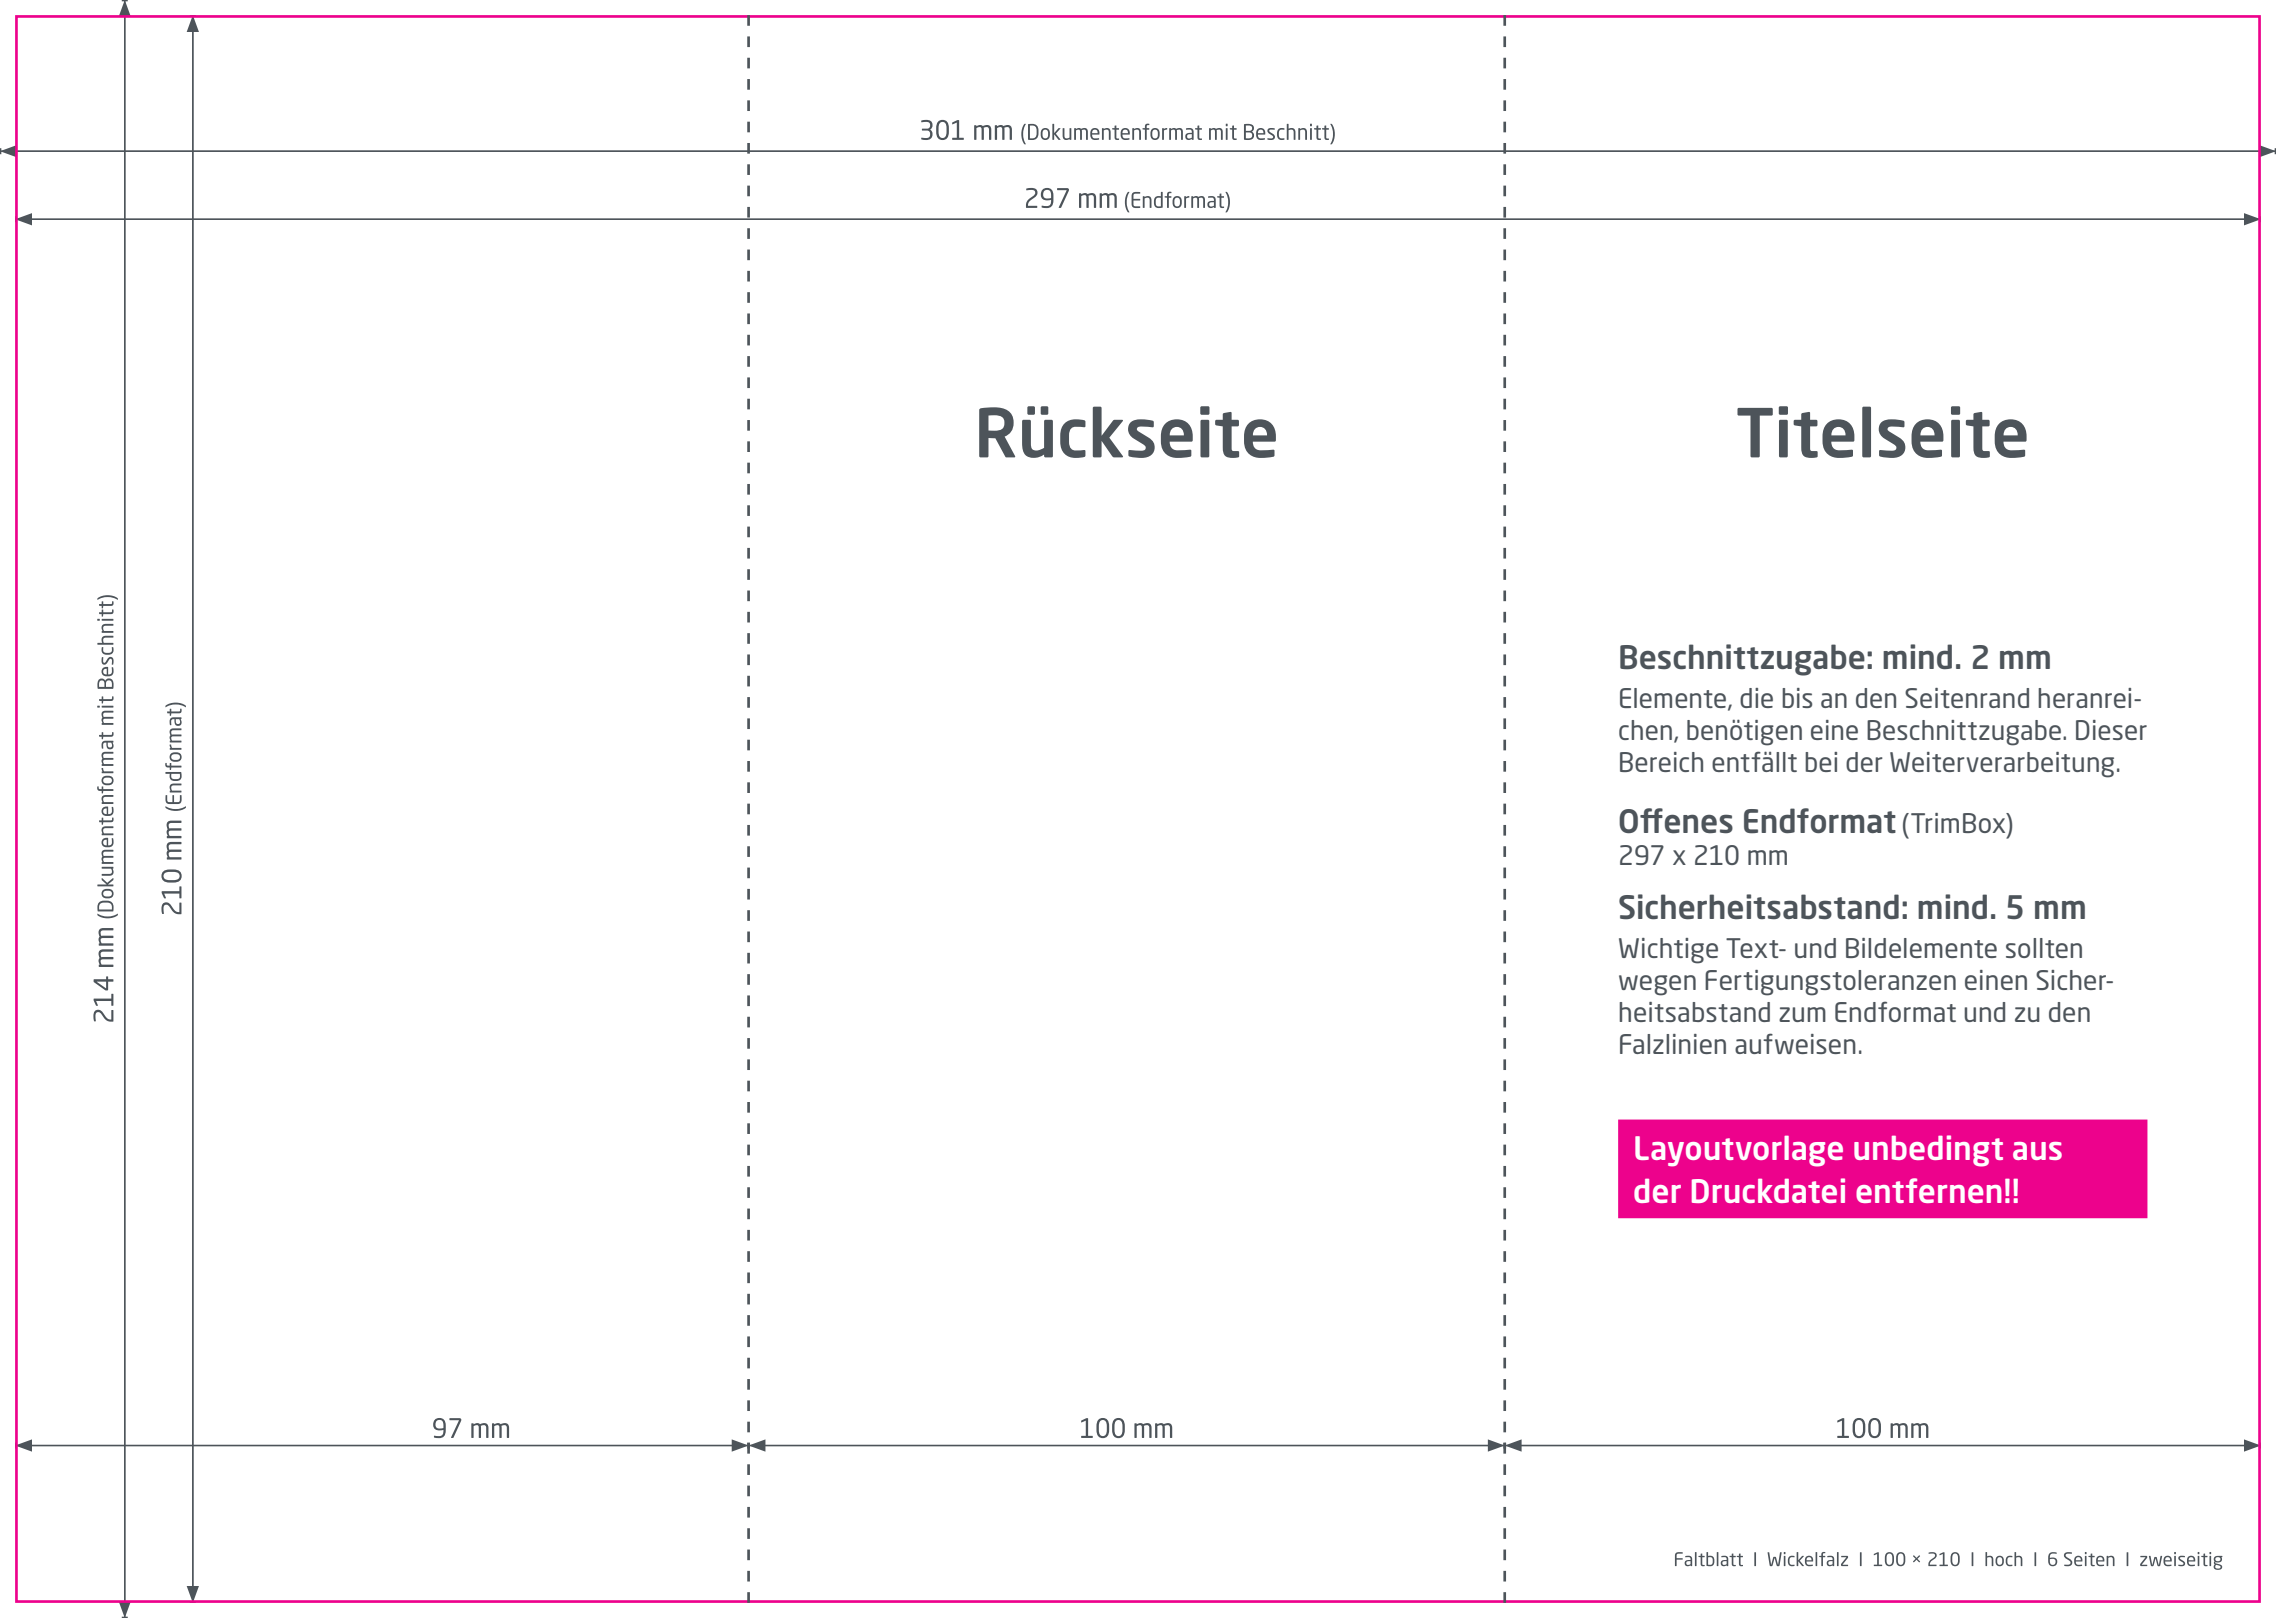 301 mm (Dokumentenformat mit Beschnitt)
297 mm (Endformat)
214 mm (Dokumentenformat mit Beschnitt)
210 mm (Endformat)
Rückseite
Titelseite
Beschnittzugabe: mind. 2 mm
Elemente, die bis an den Seitenrand heranrei-
chen, benötigen eine Beschnittzugabe. Dieser
Bereich entfällt bei der Weiterverarbeitung.
Offenes Endformat (TrimBox)
297 x 210 mm
Sicherheitsabstand: mind. 5 mm
Wichtige Text- und Bildelemente sollten
wegen Fertigungstoleranzen einen Sicher-
heitsabstand zum Endformat und zu den
Falzlinien aufweisen.
Layoutvorlage unbedingt aus
der Druckdatei entfernen!!
97 mm
100 mm
100 mm
Faltblatt I Wickelfalz I 100 × 210 I hoch I 6 Seiten I zweiseitig